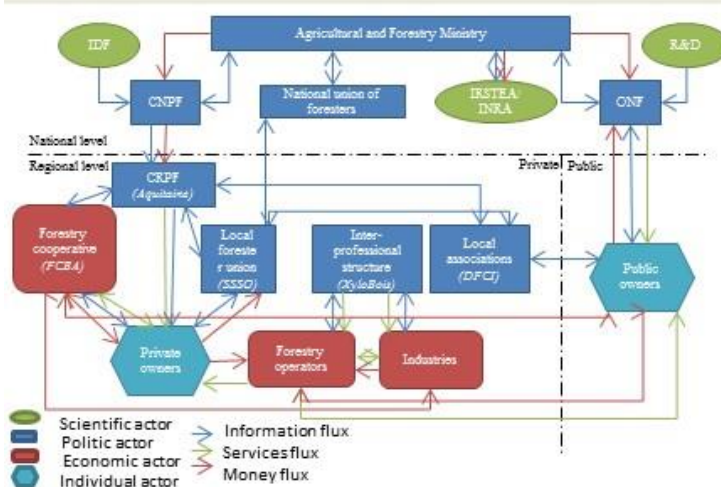 Agricultural and Forestry Ministry
IDF
R&D
CNPF
National union of
foresters
IRSTEA/
INRA
ONF
National level
Regional level
Private
Public
CRPF
(Aquitaine)
Forestry
cooperative
(FCBA)
Local
foreste
r union
(SSSO)
Inter-
professional
structure
(XyloBois)
Local
associations
(DFCI)
Public
owners
Private
owners
Forestry
operators
Industries
Scientific actor
Politic actor
Economic actor
Individual actor
Information flux
Services flux
Money flux